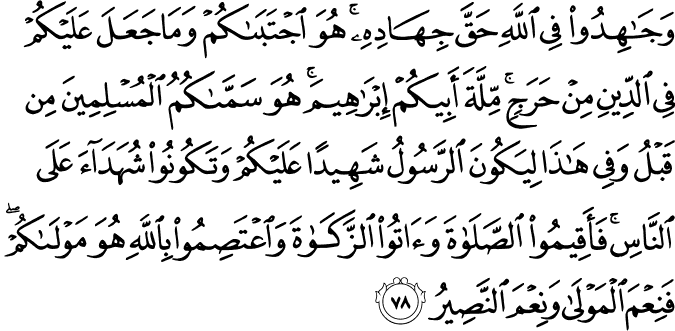 وَجَٰهِدُوا۟ فِى ٱللَّهِ حَقَّ جِهَادِهِۦ ۚ هُوَ ٱجْتَبَىٰكُمْ وَمَا جَعَلَ عَلَيْكُمْ
فِى ٱلدِّينِ مِنْ حَرَجٍ ۚ مِّلَّةَ أَبِيكُمْ إِبْرَٰهِيمَ ۚ هُوَ سَمَّىٰكُمُ ٱلْمُسْلِمِينَ مِن
قَبْلُ وَفِى هَٰذَا لِيَكُونَ ٱلرَّسُولُ شَهِيدًا عَلَيْكُمْ وَتَكُونُوا۟ شُهَدَآءَ عَلَى
ٱلنَّاسِ ۚ فَأَقِيمُوا۟ ٱلصَّلَوٰةَ وَءَاتُوا۟ ٱلزَّكَوٰةَ وَٱعْتَصِمُوا۟ بِٱللَّهِ هُوَ مَوْلَىٰكُمْ ۖ
فَنِعْمَ ٱلْمَوْلَىٰ وَنِعْمَ ٱلنَّصِيرُ ٧٨